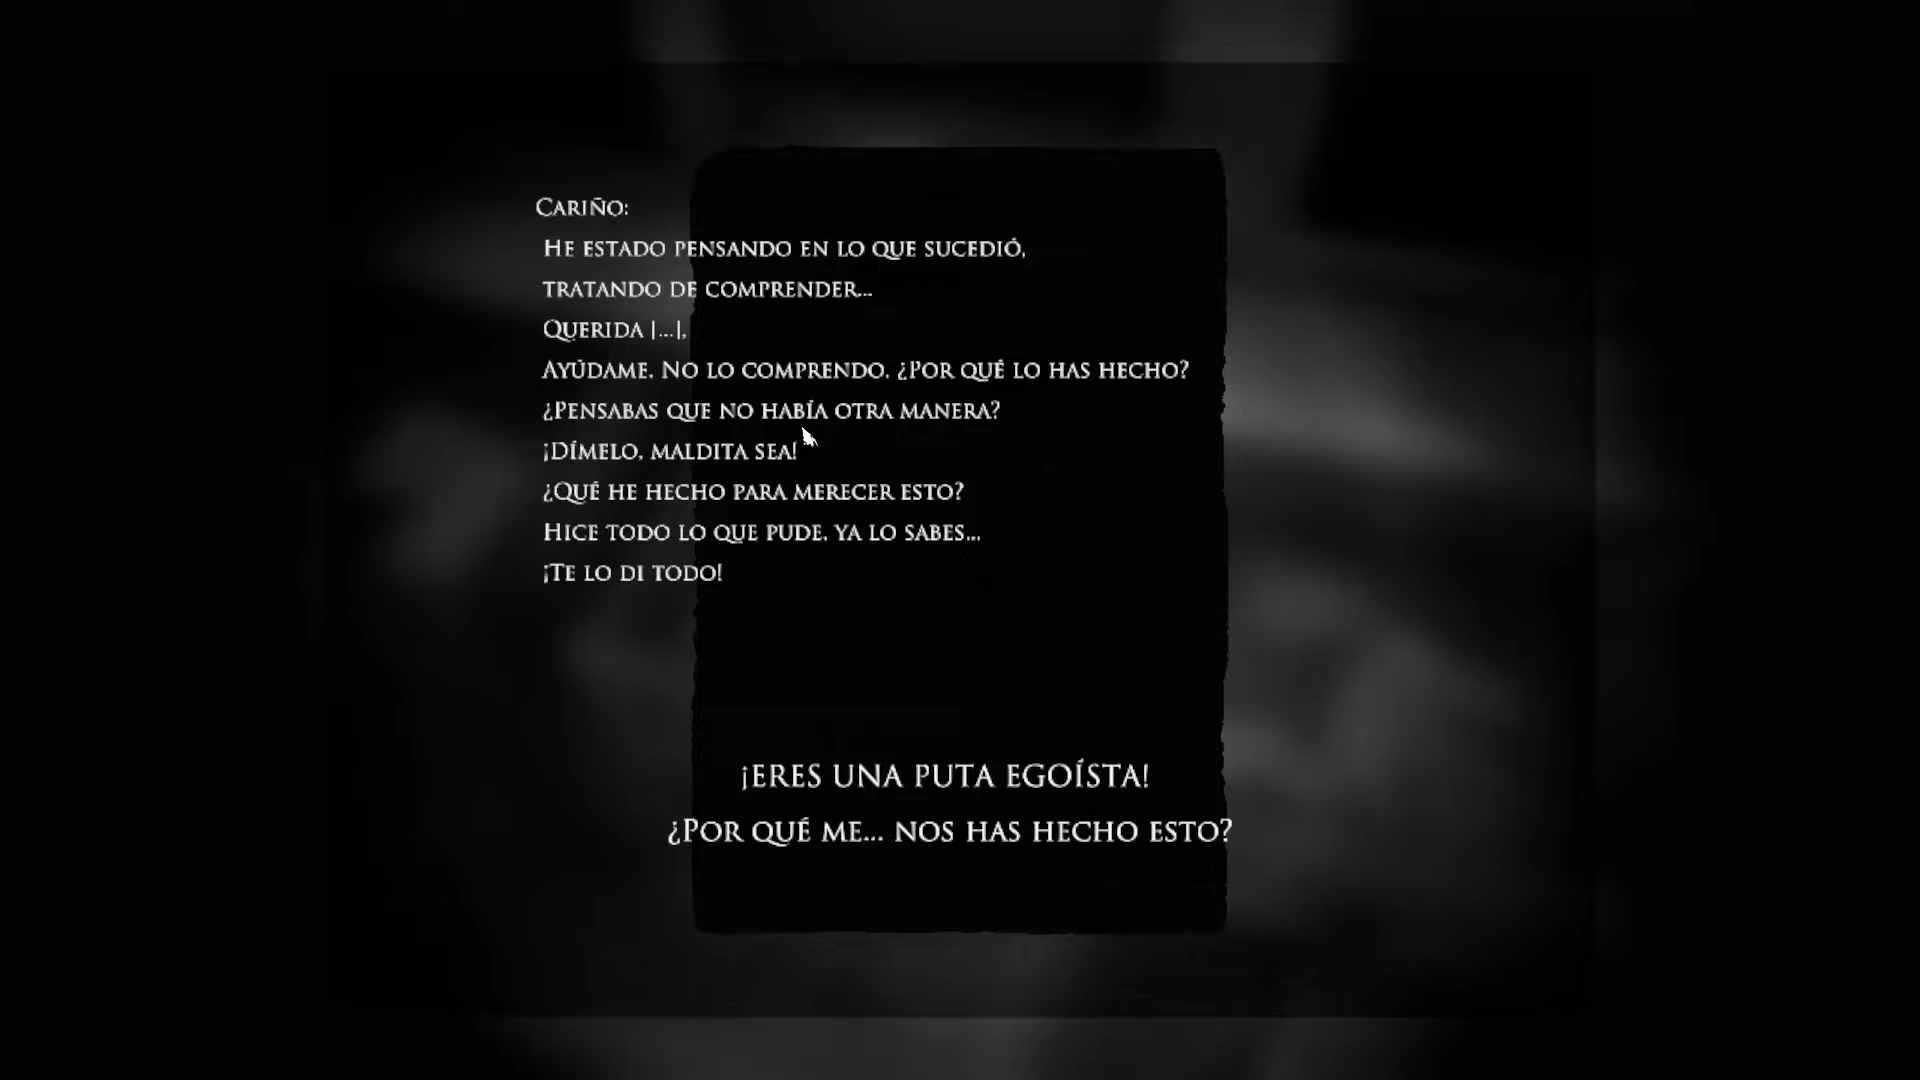 Cariño:
He estado pensando en lo que sucedió,
tratando de comprender...
Querida |...|,
Ayúdame. No lo comprendo. ¿Por qué lo has hecho?
¿Pensabas que no había otra manera?
¡Dímelo, maldita sea!
¿Qué he hecho para merecer esto?
Hice todo lo que pude. ya lo sabes...
¡Te lo di todo!
¡ERES UNA PUTA EGOÍSTA!
¿Por qué me... nos has hecho esto?